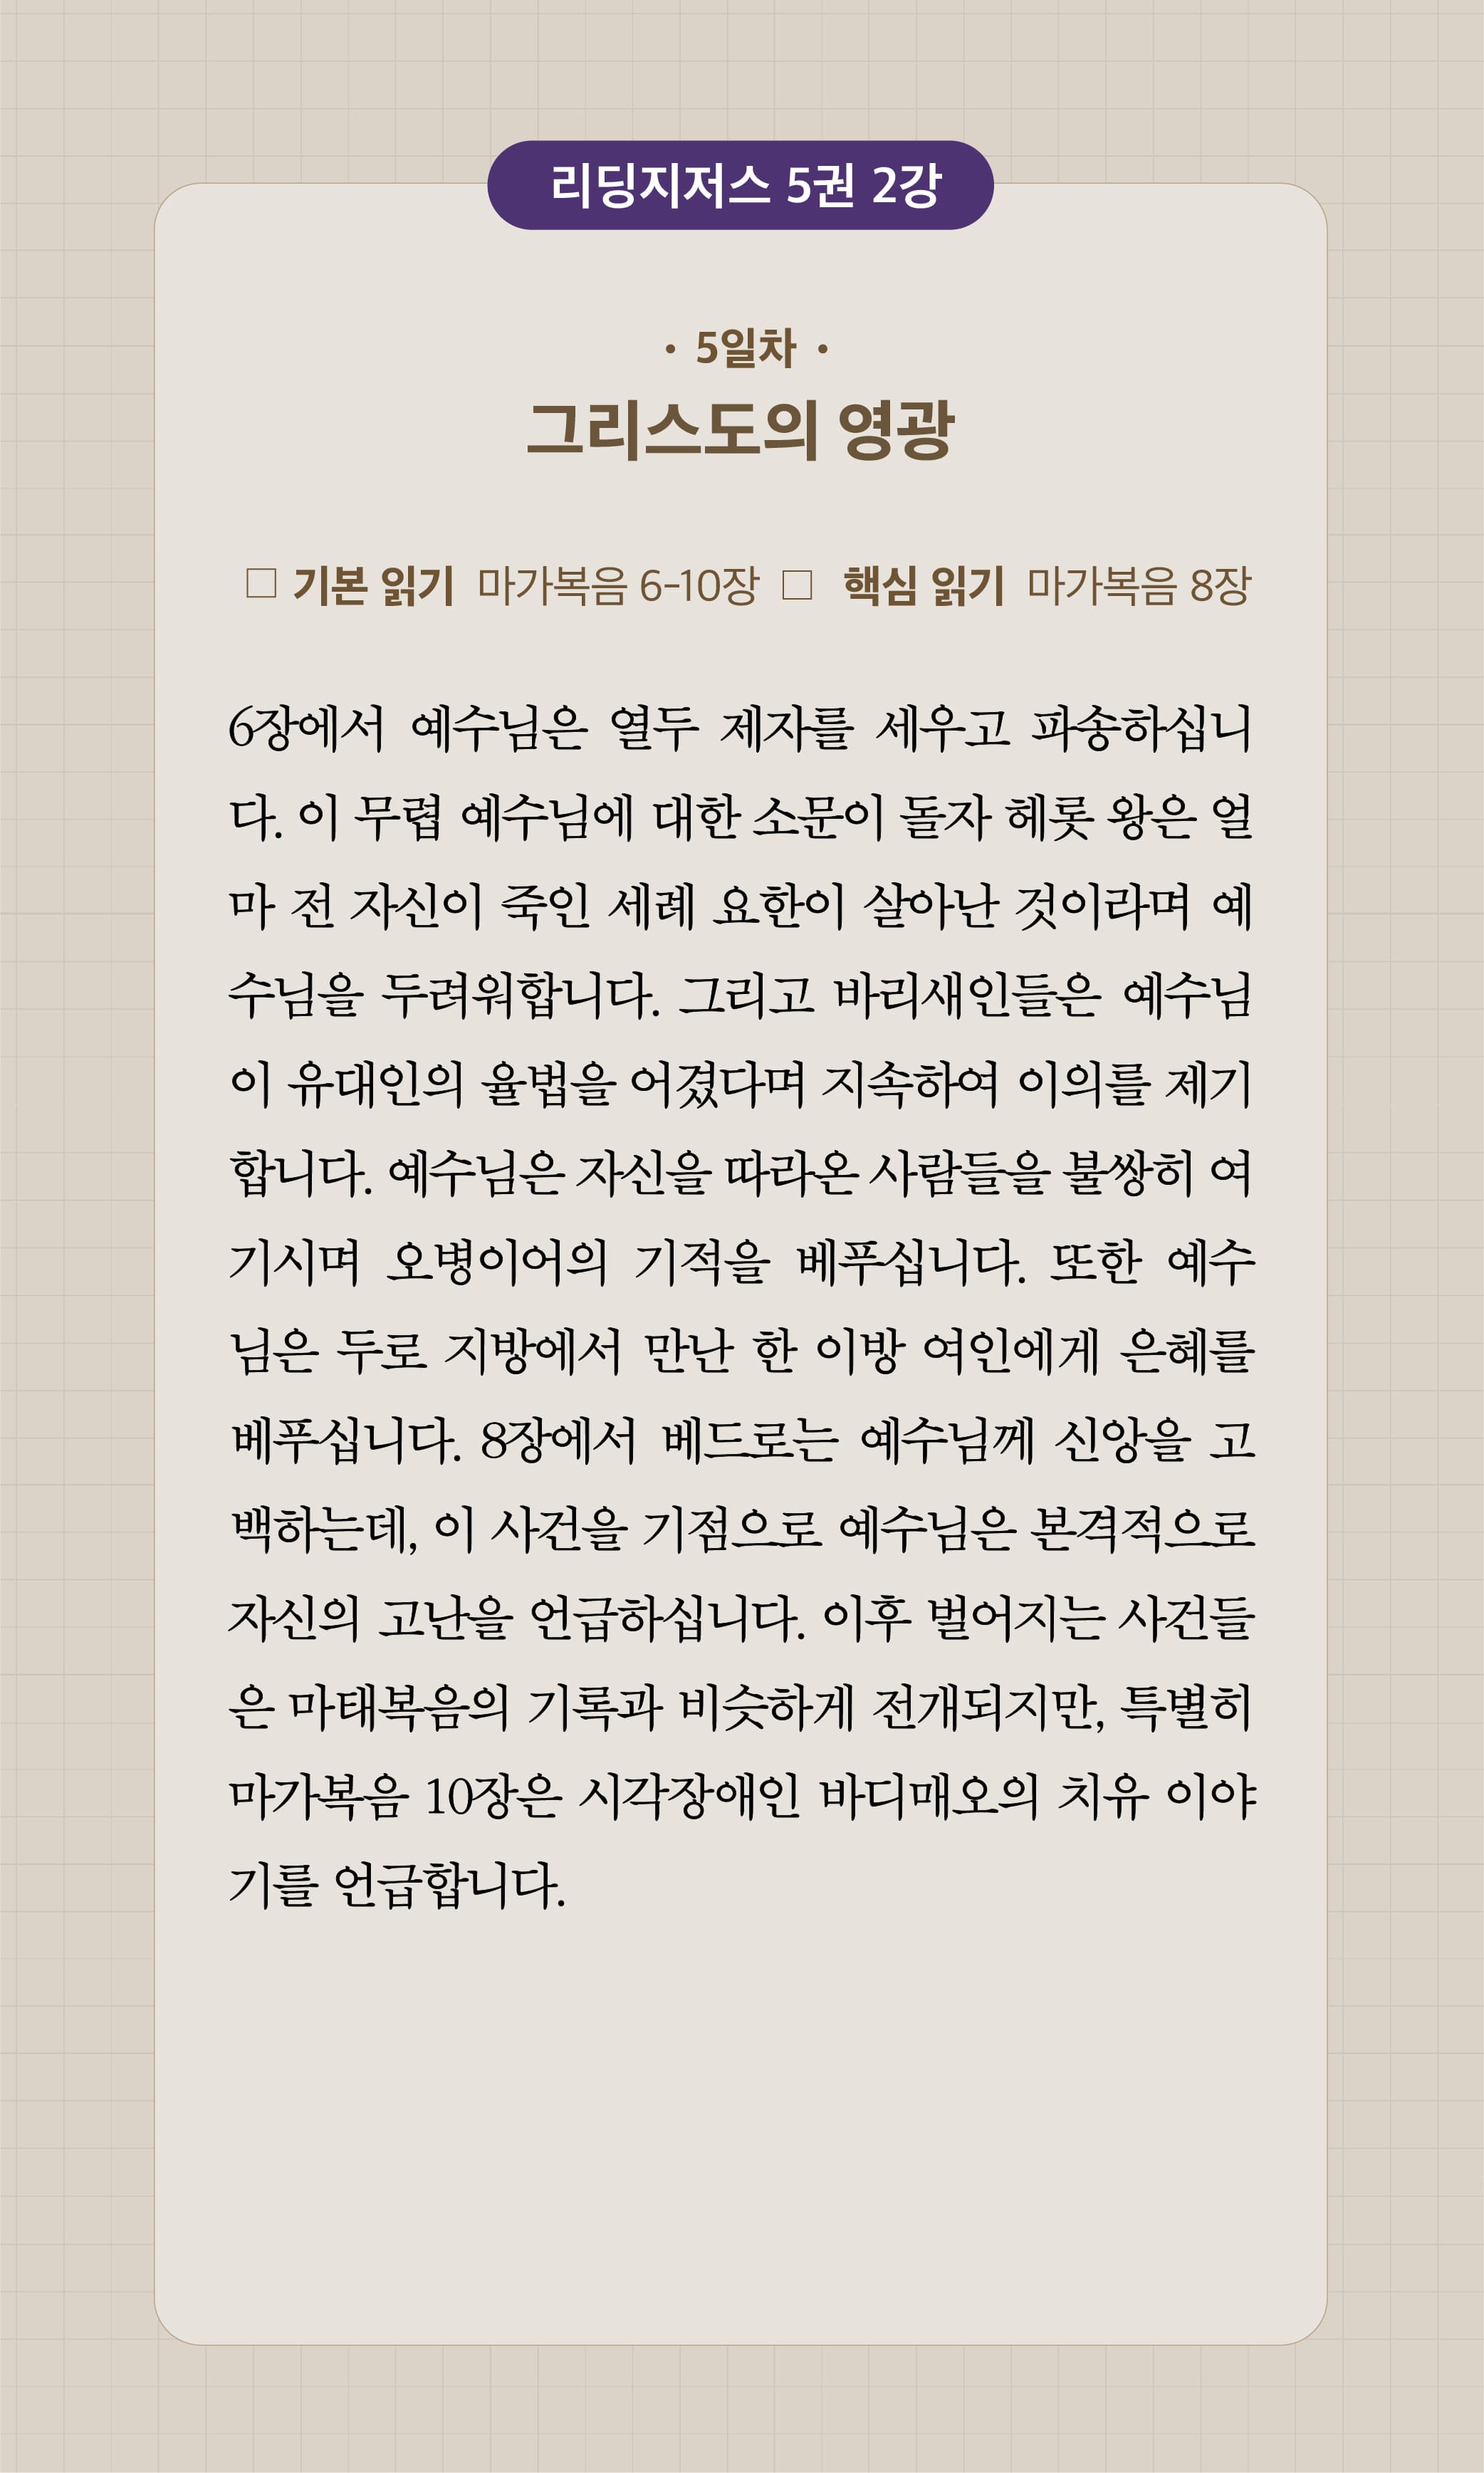 리딩지저스 5권 2강
· 5일차 ·
그리스도의 영광
□ 기본 읽기 마가복음 6-10장 □ 핵심 읽기 마가복음 8장
6장에서 예수님은 열두 제자를 세우고 파송하십니
다. 이 무렵 예수님에 대한 소문이 돌자 헤롯 왕은 얼
마 전 자신이 죽인 세례 요한이 살아난 것이라며 예
수님을 두려워합니다. 그리고 바리새인들은 예수님
이 유대인의 율법을 어겼다며 지속하여 이의를 제기
합니다. 예수님은 자신을 따라온 사람들을 불쌍히 여
기시며 오병이어의 기적을 베푸십니다. 또한 예수
님은 두로 지방에서 만난 한 이방 여인에게 은혜를
베푸십니다. 8장에서 베드로는 예수님께 신앙을 고
백하는데, 이 사건을 기점으로 예수님은 본격적으로
자신의 고난을 언급하십니다. 이후 벌어지는 사건들
은 마태복음의 기록과 비슷하게 전개되지만, 특별히
마가복음 10장은 시각장애인 바디매오의 치유 이야
기를 언급합니다.